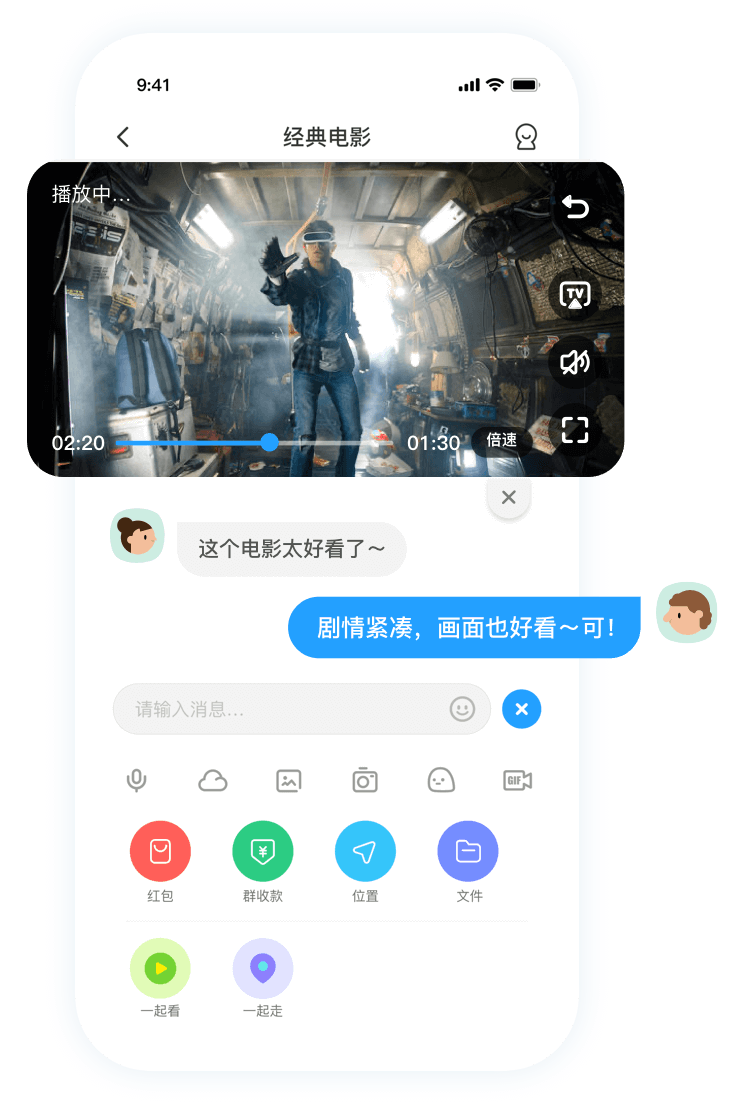 9:41
经典电影
播放中...
TV
02:20
01:30
倍速
这个电影太好看了～
剧情紧凑，画面也好看～可！
请输入消息...
GIF
¥
红包
群收款
位置
文件
一起看
一起走